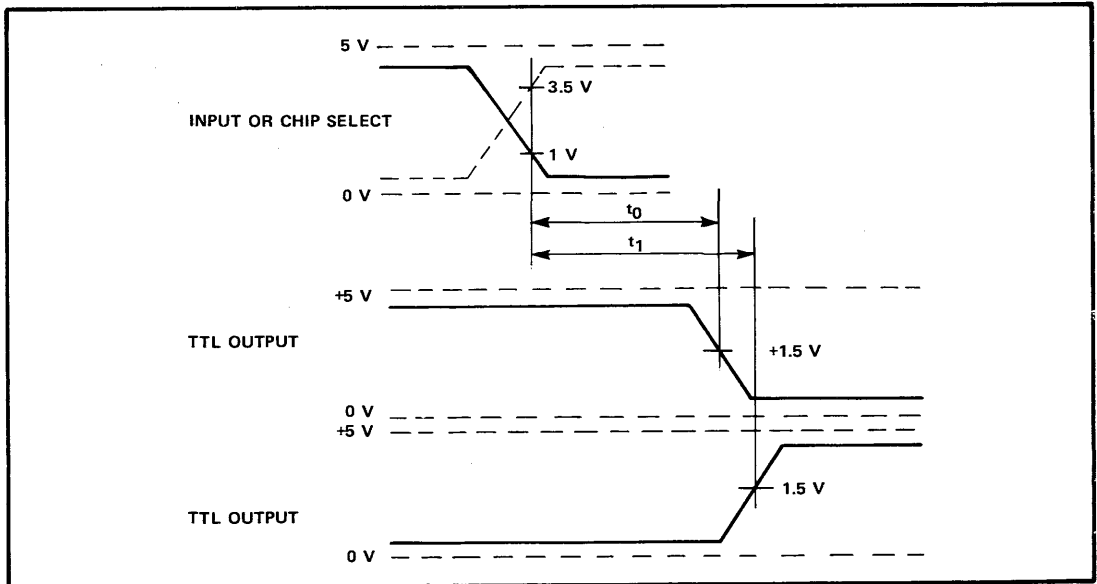 5 V
3.5 V
INPUT OR CHIP SELECT
1 V
0 V
t0
t1
+5 V
TTL OUTPUT
+1.5 V
0 V
+5 V
1.5 V
TTL OUTPUT
0 V